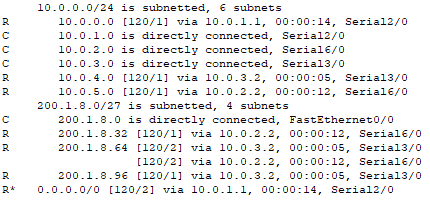 10.0.0.0/24 is subnetted, 6 subnets
R 10.0.0.0 [120/1] via 10.0.1.1, 00:00:14, Serial2/0
C 10.0.1.0 is directly connected, Serial2/0
C 10.0.2.0 is directly connected, Serial6/0
C 10.0.3.0 is directly connected, Serial3/0
R 10.0.4.0 [120/1] via 10.0.3.2, 00:00:05, Serial3/0
R 10.0.5.0 [120/1] via 10.0.2.2, 00:00:12, Serial6/0
200.1.8.0/27 is subnetted, 4 subnets
C 200.1.8.0 is directly connected, FastEthernet0/0
R 200.1.8.32 [120/1] via 10.0.2.2, 00:00:12, Serial6/0
R 200.1.8.64 [120/2] via 10.0.3.2, 00:00:05, Serial3/0
[120/2] via 10.0.2.2, 00:00:12, Serial6/0
R 200.1.8.96 [120/1] via 10.0.3.2, 00:00:05, Serial3/0
R* 0.0.0.0/0 [120/2] via 10.0.1.1, 00:00:14, Serial2/0